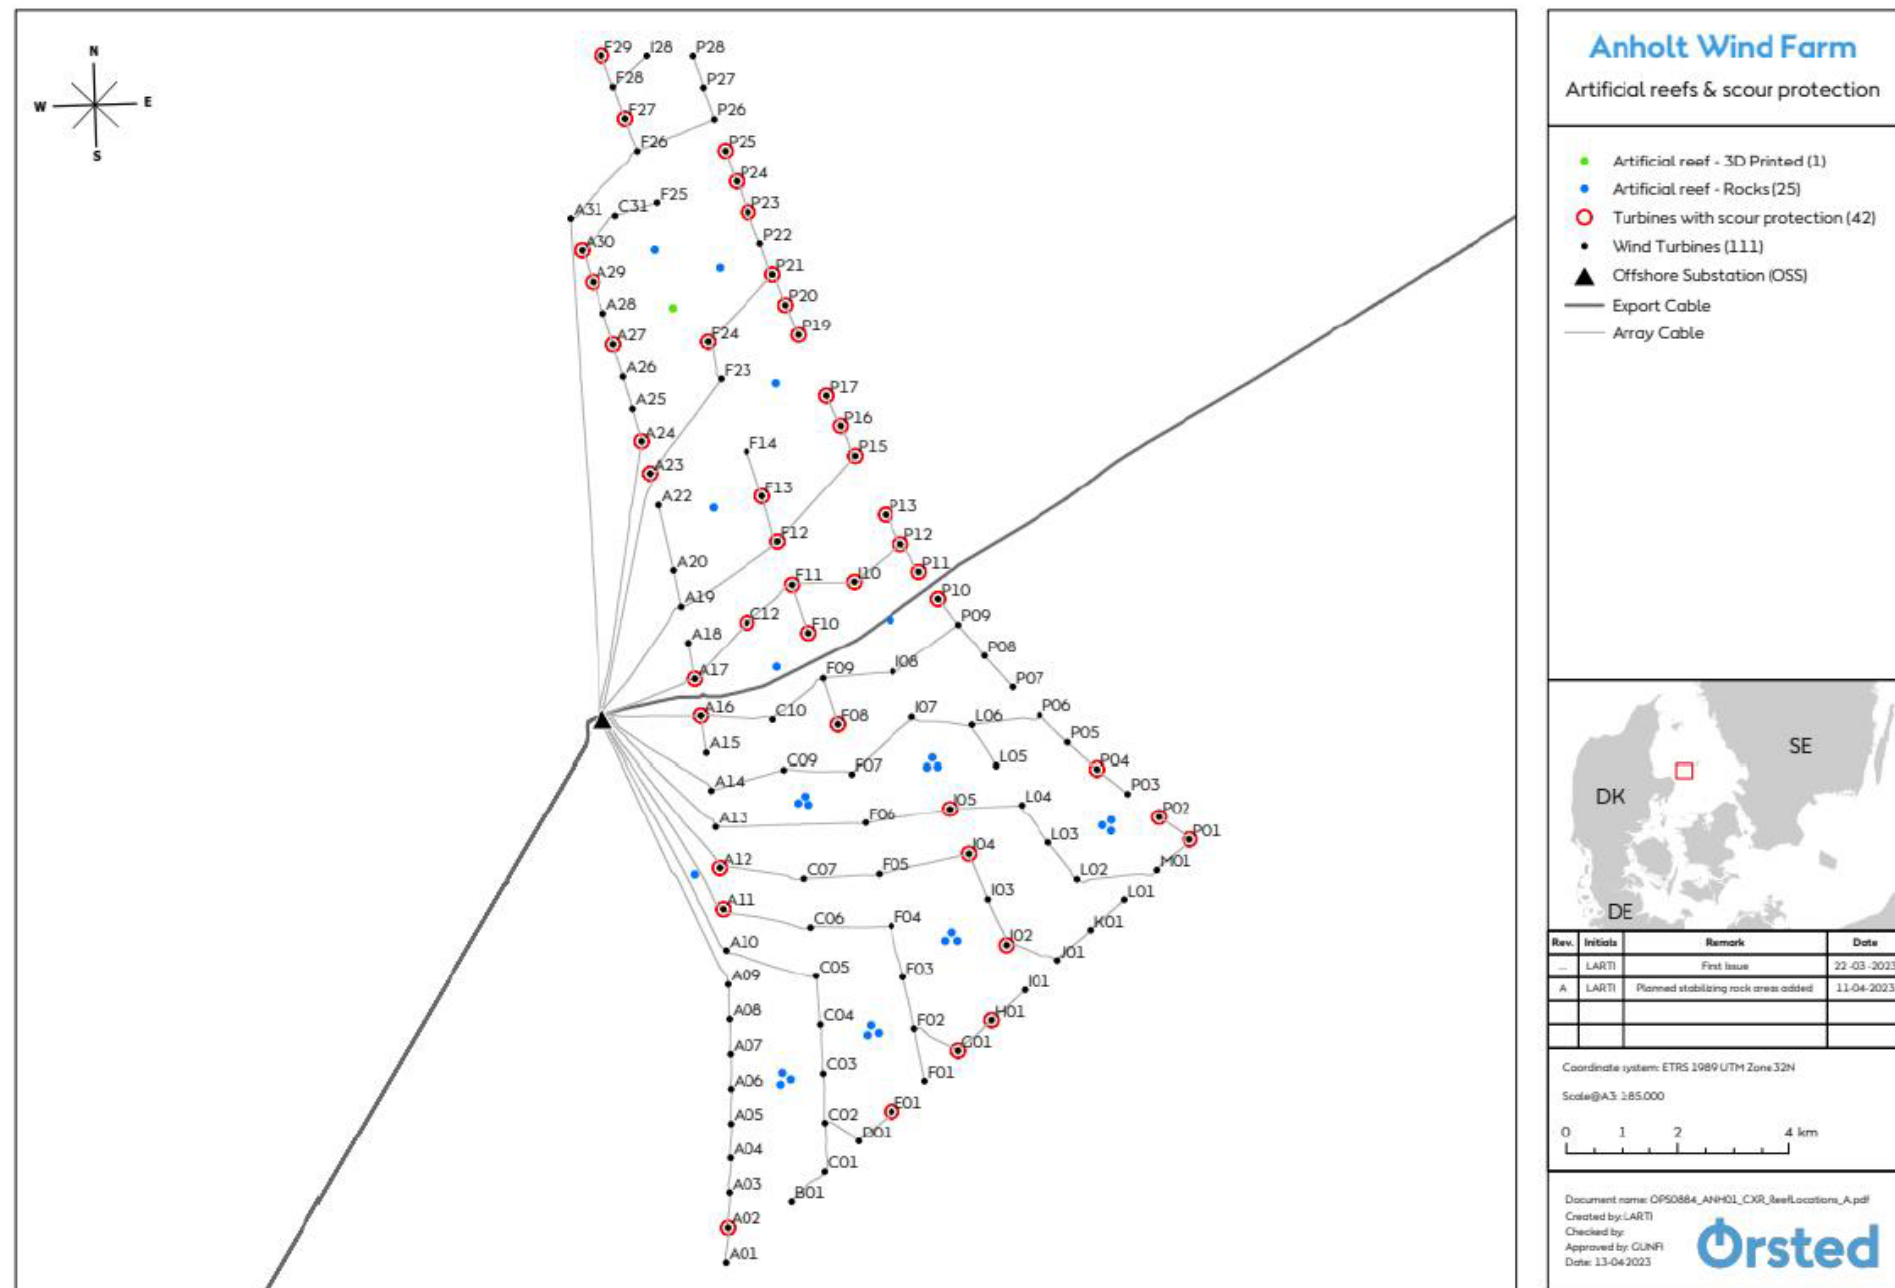 N
W
E
S
F29
I28
P28
F28
P27
F27
P26
F26
P25
P24
F25
C31
P23
A31
P22
A30
P21
A29
P20
A28
P19
A27
F24
A26
F23
A25
P17
P16
A24
F14
P15
A23
F13
A22
P13
F12
P12
A20
F11
I10
P11
A19
P10
C12
F10
P09
A18
P08
A17
F09
I08
P07
A16
C10
F08
I07
L06
P06
P05
A15
C09
F07
L05
P04
A14
P03
I05
L04
P02
A13
F06
P01
L03
I04
A12
C07
F05
L02
M01
I03
L01
A11
C06
F04
K01
A10
I02
J01
C05
F03
A09
I01
A08
C04
F02
H01
G01
A07
C03
F01
A06
E01
A05
C02
D01
A04
C01
A03
B01
A02
A01
Anholt Wind Farm
Artificial reefs & scour protection
Artificial reef - 3D Printed (1)
Artificial reef - Rocks (25)
Turbines with scour protection (42)
Wind Turbines (111)
Offshore Substation (OSS)
Export Cable
Array Cable
SE
DK
DE
Rev. Initials Remark Date
... LARTI First Issue 22-03-2023
A LARTI Planned stabilizing rock areas added 11-04-2023
Coordinate system: ETRS 1989 UTM Zone 32N
Scale@A3: 1:85.000
0 1 2 4 km
Document name: OPS0884_ANH01_CXR_ReefLocations_A.pdf
Created by: LARTI
Checked by:
Approved by: GUNFI
Date: 13-04-2023
Ørsted